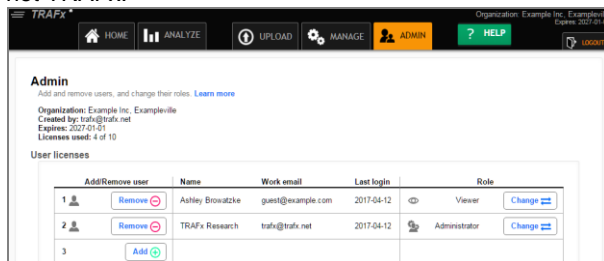 TRAFx
Organization: Example Inc, Exampleville
Expires: 2027-01-01
HOME ANALYZE UPLOAD MANAGE ADMIN ? HELP LOGOUT
Admin
Add and remove users, and change their roles. Learn more
Organization: Example Inc, Exampleville
Created by: trafx@trafx.net
Expires: 2027-01-01
Licenses used: 4 of 10
User licenses
Add/Remove user Name Work email Last login Role
1 Remove Ashley Browatzke guest@example.com 2017-04-12 Viewer Change
2 Remove TRAFx Research trafx@trafx.net 2017-04-12 Administrator Change
3 Add